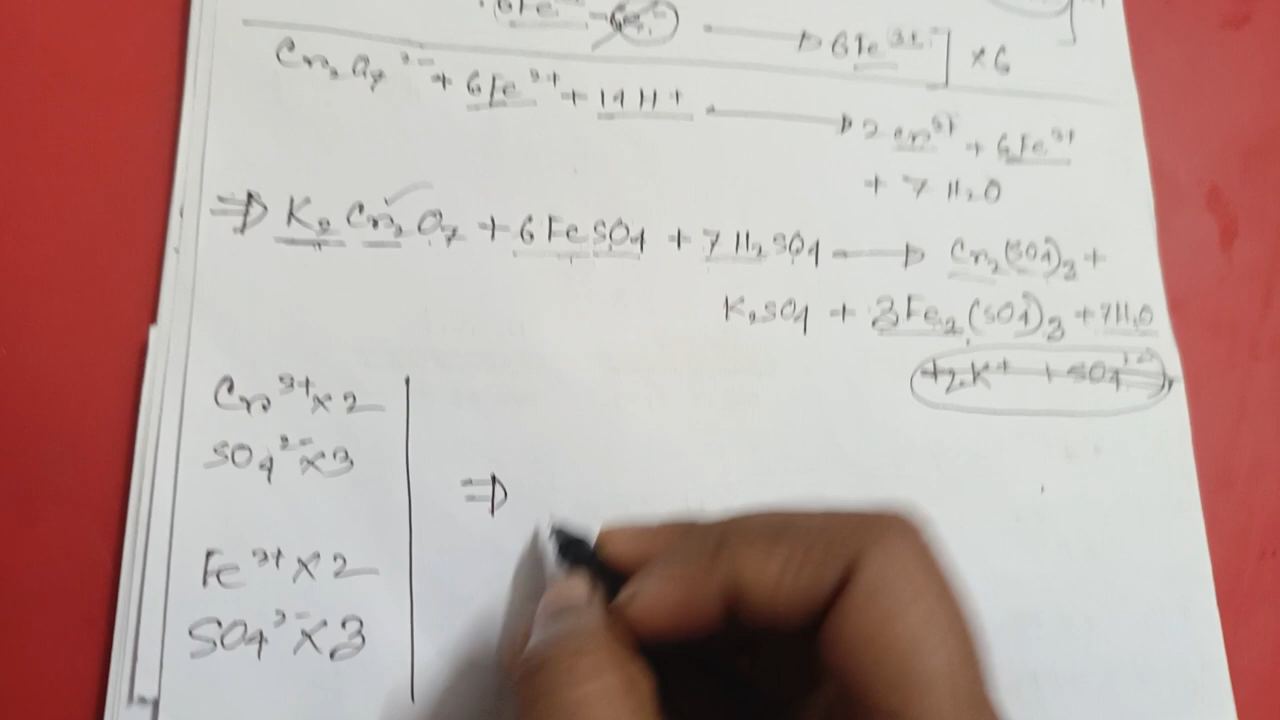 6Fe³⁺ ] ×6
Cr₂O₇²⁻ + 6Fe²⁺ + 14H⁺ → 2Cr³⁺ + 6Fe³⁺
+ 7H₂O
⇒ K₂Cr₂O₇ + 6FeSO₄ + 7H₂SO₄ → Cr₂(SO₄)₃ +
K₂SO₄ + 3Fe₂(SO₄)₃ + 7H₂O
+2K⁺ + SO₄²⁻
Cr³⁺×2
SO₄²⁻×3
⇒
Fe³⁺×2
SO₄²⁻×3